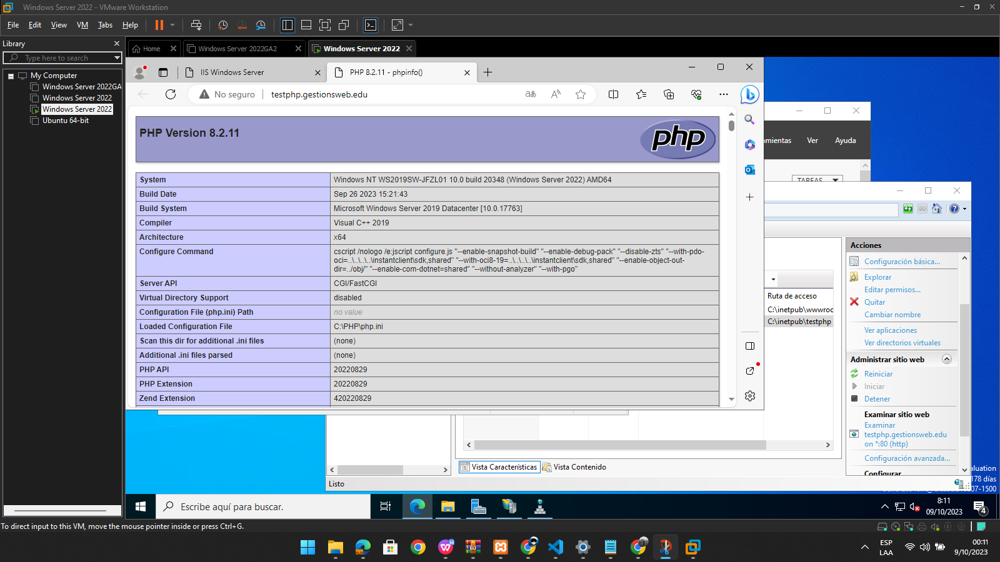 Windows Server 2022 - VMware Workstation
File Edit View VM Tabs Help
Library
Type here to search
My Computer
Windows Server 2022GA
Windows Server 2022
Windows Server 2022
Ubuntu 64-bit
Home
Windows Server 2022GA2
Windows Server 2022
IIS Windows Server
PHP 8.2.11 - phpinfo()
No seguro
testphp.gestionsweb.edu
PHP Version 8.2.11
php
System Windows NT WS2019SW-JFZL01 10.0 build 20348 (Windows Server 2022) AMD64
Build Date Sep 26 2023 15:21:43
Build System Microsoft Windows Server 2019 Datacenter [10.0.17763]
Compiler Visual C++ 2019
Architecture x64
Configure Command cscript /nologo /e:jscript configure.js "--enable-snapshot-build" "--enable-debug-pack" "--disable-zts" "--with-pdo-
oci=..\..\..\..\instantclient\sdk,shared" "--with-oci8-19=..\..\..\..\instantclient\sdk,shared" "--enable-object-out-
dir=../obj/" "--enable-com-dotnet=shared" "--without-analyzer" "--with-pgo"
Server API CGI/FastCGI
Virtual Directory Support disabled
Configuration File (php.ini) Path no value
Loaded Configuration File C:\PHP\php.ini
Scan this dir for additional .ini files (none)
Additional .ini files parsed (none)
PHP API 20220829
PHP Extension 20220829
Zend Extension 420220829
mientas Ver Ayuda
TAREAS
Ruta de acceso
C:\inetpub\wwwroc
C:\inetpub\testphp
Acciones
Configuración básica...
Explorar
Editar permisos...
Quitar
Cambiar nombre
Ver aplicaciones
Ver directorios virtuales
Administrar sitio web
Reiniciar
Iniciar
Detener
Examinar sitio web
Examinar
testphp.gestionsweb.edu
on *:80 (http)
Configuración avanzada...
Configurar
Vista Características
Vista Contenido
Listo
aluation
178 días
07-1500
Escribe aquí para buscar.
8:11
09/10/2023
4
To direct input to this VM, move the mouse pointer inside or press Ctrl+G.
ESP
LAA
00:11
9/10/2023